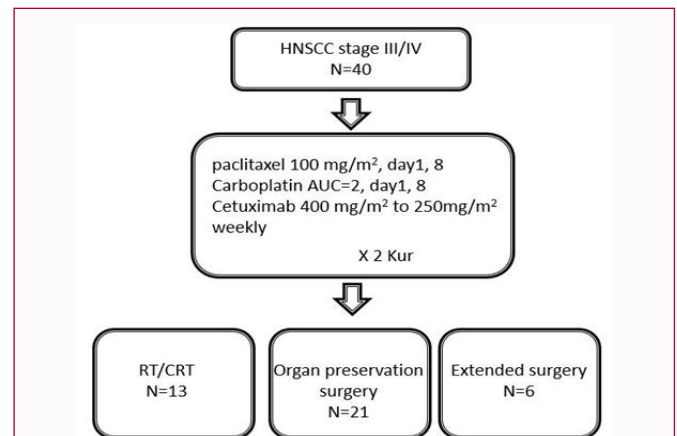 HNSCC stage III/IV
N=40
paclitaxel 100 mg/m², day1, 8
Carboplatin AUC=2, day1, 8
Cetuximab 400 mg/m² to 250mg/m²
weekly
X 2 Kur
RT/CRT
N=13
Organ preservation
surgery
N=21
Extended surgery
N=6